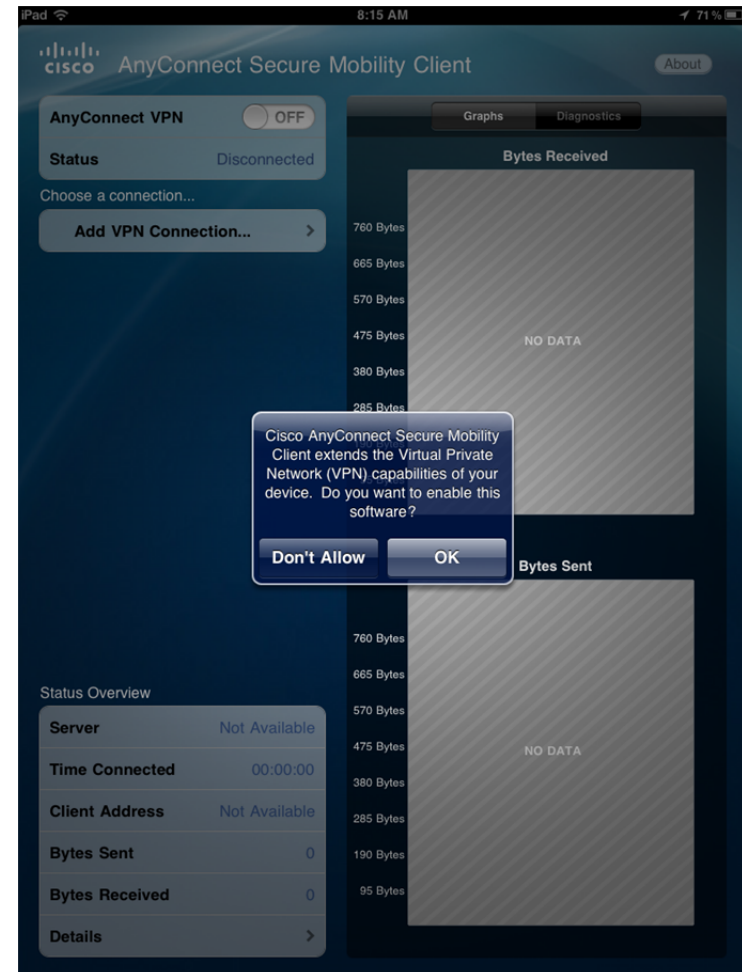 iPad 8:15 AM 71%
CISCO AnyConnect Secure Mobility Client About
AnyConnect VPN OFF
Status Disconnected
Choose a connection...
Add VPN Connection...
Graphs Diagnostics
Bytes Received
760 Bytes
665 Bytes
570 Bytes
475 Bytes
380 Bytes
285 Bytes
190 Bytes
95 Bytes
NO DATA
Cisco AnyConnect Secure Mobility
Client extends the Virtual Private
Network (VPN) capabilities of your
device. Do you want to enable this
software?
Don't Allow OK
Bytes Sent
760 Bytes
665 Bytes
570 Bytes
475 Bytes
380 Bytes
285 Bytes
190 Bytes
95 Bytes
NO DATA
Status Overview
Server Not Available
Time Connected 00:00:00
Client Address Not Available
Bytes Sent 0
Bytes Received 0
Details